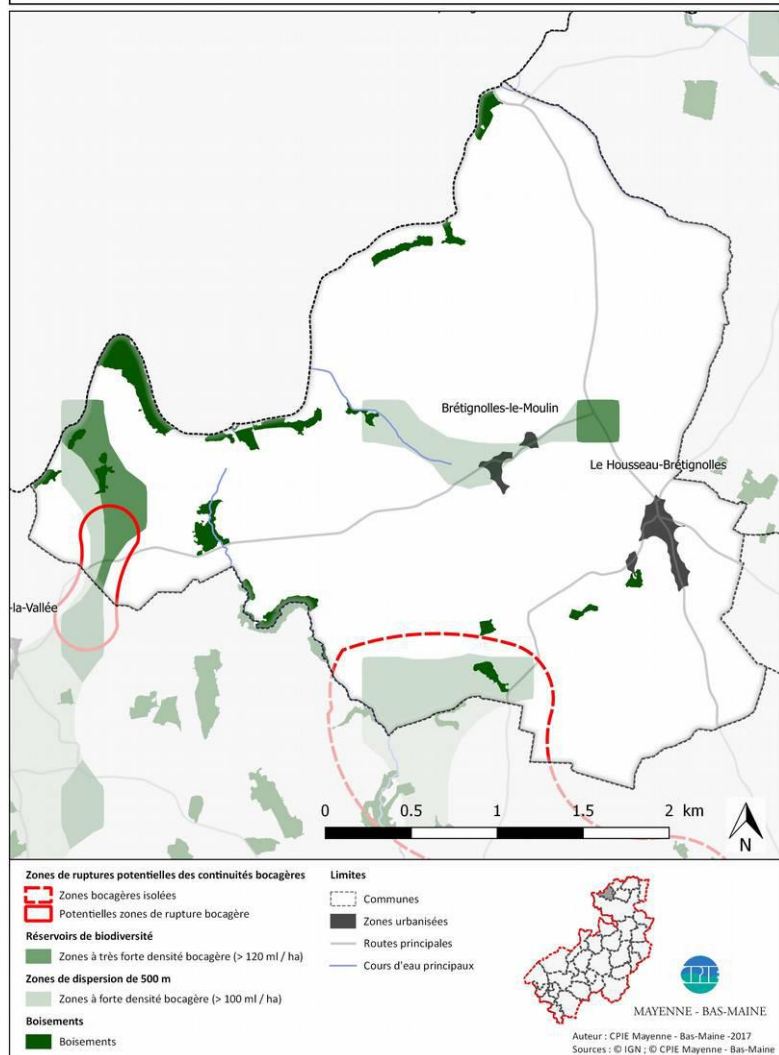 Brétignolles-le-Moulin
Le Housseau-Brétignolles
-la-Vallée
0 0.5 1 1.5 2 km
N
Zones de ruptures potentielles des continuités bocagères
Zones bocagères isolées
Potentielles zones de rupture bocagère
Réservoirs de biodiversité
Zones à très forte densité bocagère (> 120 ml / ha)
Zones de dispersion de 500 m
Zones à forte densité bocagère (> 100 ml / ha)
Boisements
Boisements
Limites
Communes
Zones urbanisées
Routes principales
Cours d'eau principaux
CPIE
MAYENNE - BAS-MAINE
Auteur : CPIE Mayenne - Bas-Maine -2017
Sources : © IGN ; © CPIE Mayenne - Bas-Maine